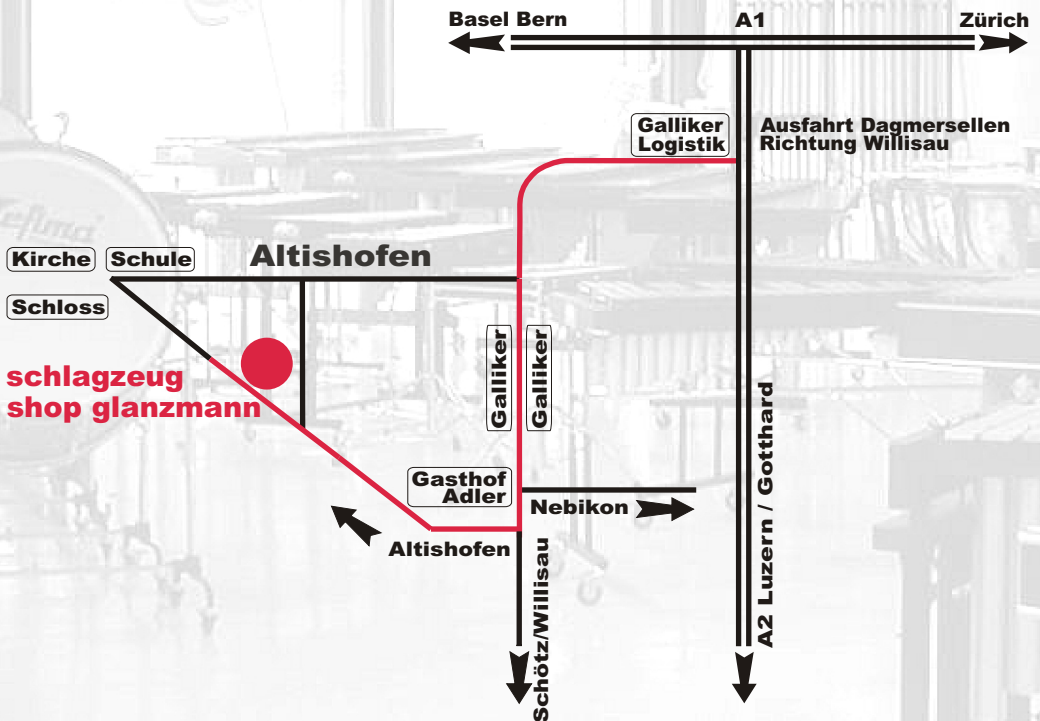 Basel Bern
A1
Zürich
Galliker
Logistik
Ausfahrt Dagmersellen
Richtung Willisau
Kirche
Schule
Altishofen
Schloss
schlagzeug
shop glanzmann
Galliker
Galliker
Gasthof
Adler
Nebikon
Altishofen
Schötz/Willisau
A2 Luzern / Gotthard